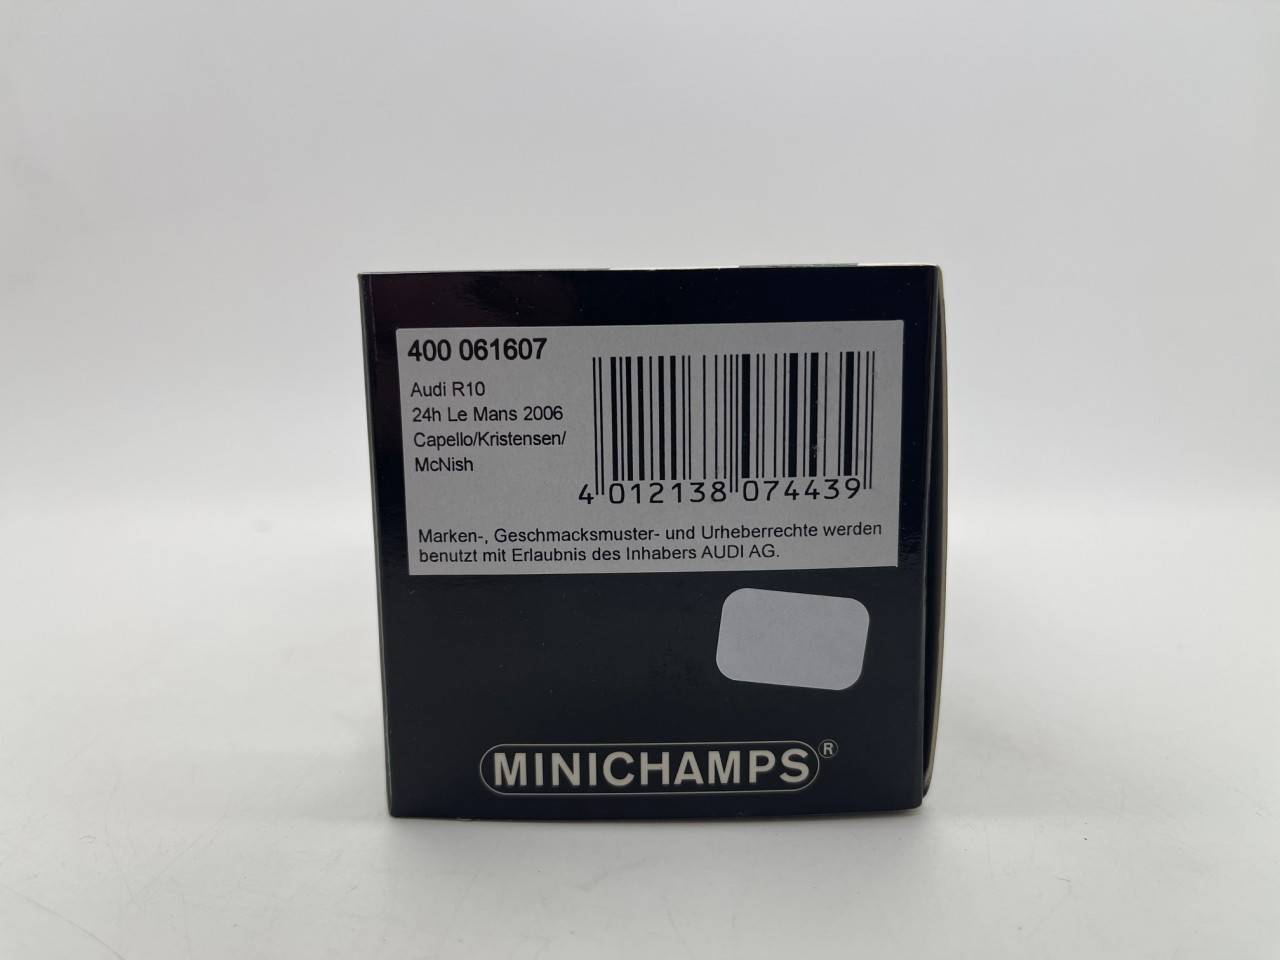 400 061607
Audi R10
24h Le Mans 2006
Capello/Kristensen/
McNish
4 012138 074439
Marken-, Geschmacksmuster- und Urheberrechte werden
benutzt mit Erlaubnis des Inhabers AUDI AG.
MINICHAMPS®